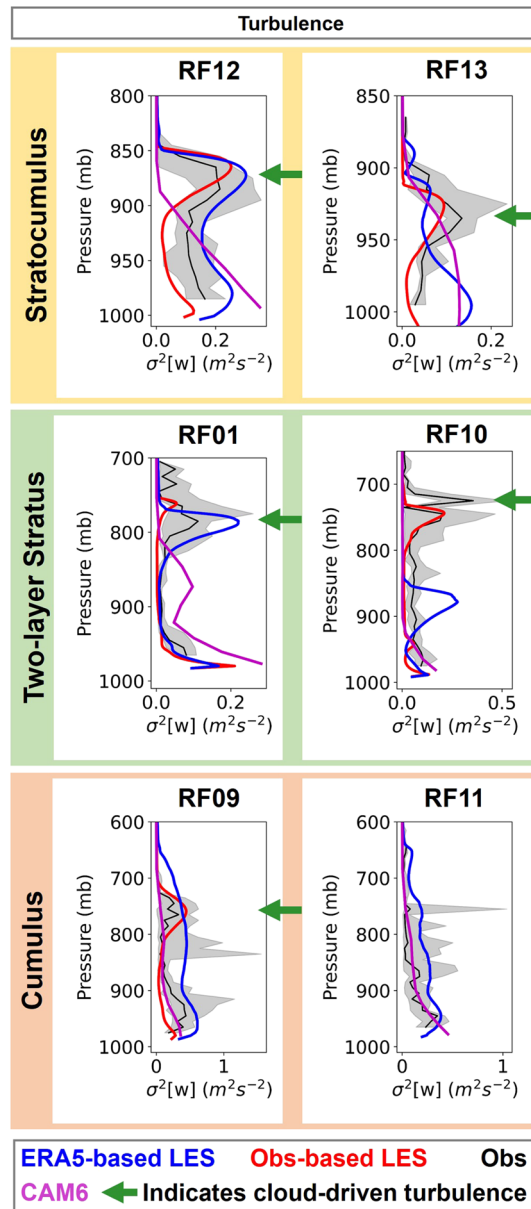 Turbulence
Stratocumulus
RF12
RF13
800
850
900
950
1000
Pressure (mb)
0.0
0.2
σ²[w] (m²s⁻²)
850
900
950
1000
Pressure (mb)
0.0
0.2
σ²[w] (m²s⁻²)
Two-layer Stratus
RF01
RF10
700
800
900
1000
Pressure (mb)
0.0
0.2
σ²[w] (m²s⁻²)
700
800
900
1000
Pressure (mb)
0.0
0.5
σ²[w] (m²s⁻²)
Cumulus
RF09
RF11
600
700
800
900
1000
Pressure (mb)
0
1
σ²[w] (m²s⁻²)
600
700
800
900
1000
Pressure (mb)
0
1
σ²[w] (m²s⁻²)
ERA5-based LES Obs-based LES Obs
CAM6 Indicates cloud-driven turbulence